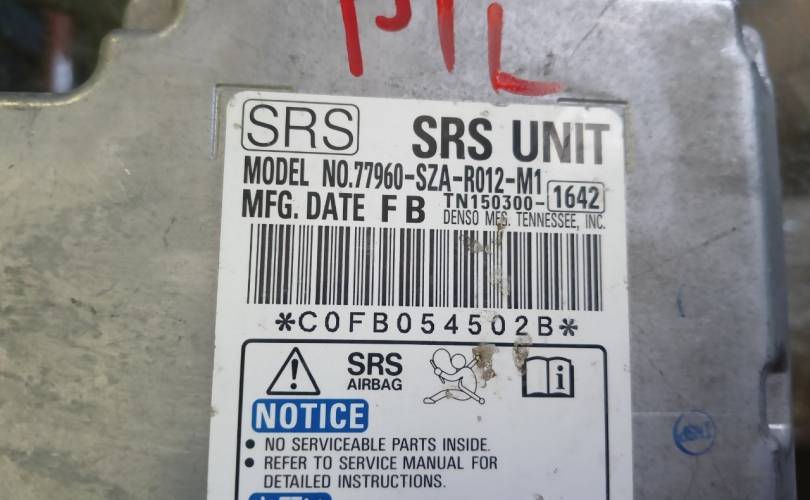 PTL
SRS SRS UNIT
MODEL NO.77960-SZA-R012-M1
MFG. DATE F B TN150300-1642
DENSO MFG. TENNESSEE, INC.
*C0FB054502B*
SRS
AIRBAG
NOTICE
• NO SERVICEABLE PARTS INSIDE.
• REFER TO SERVICE MANUAL FOR
DETAILED INSTRUCTIONS.